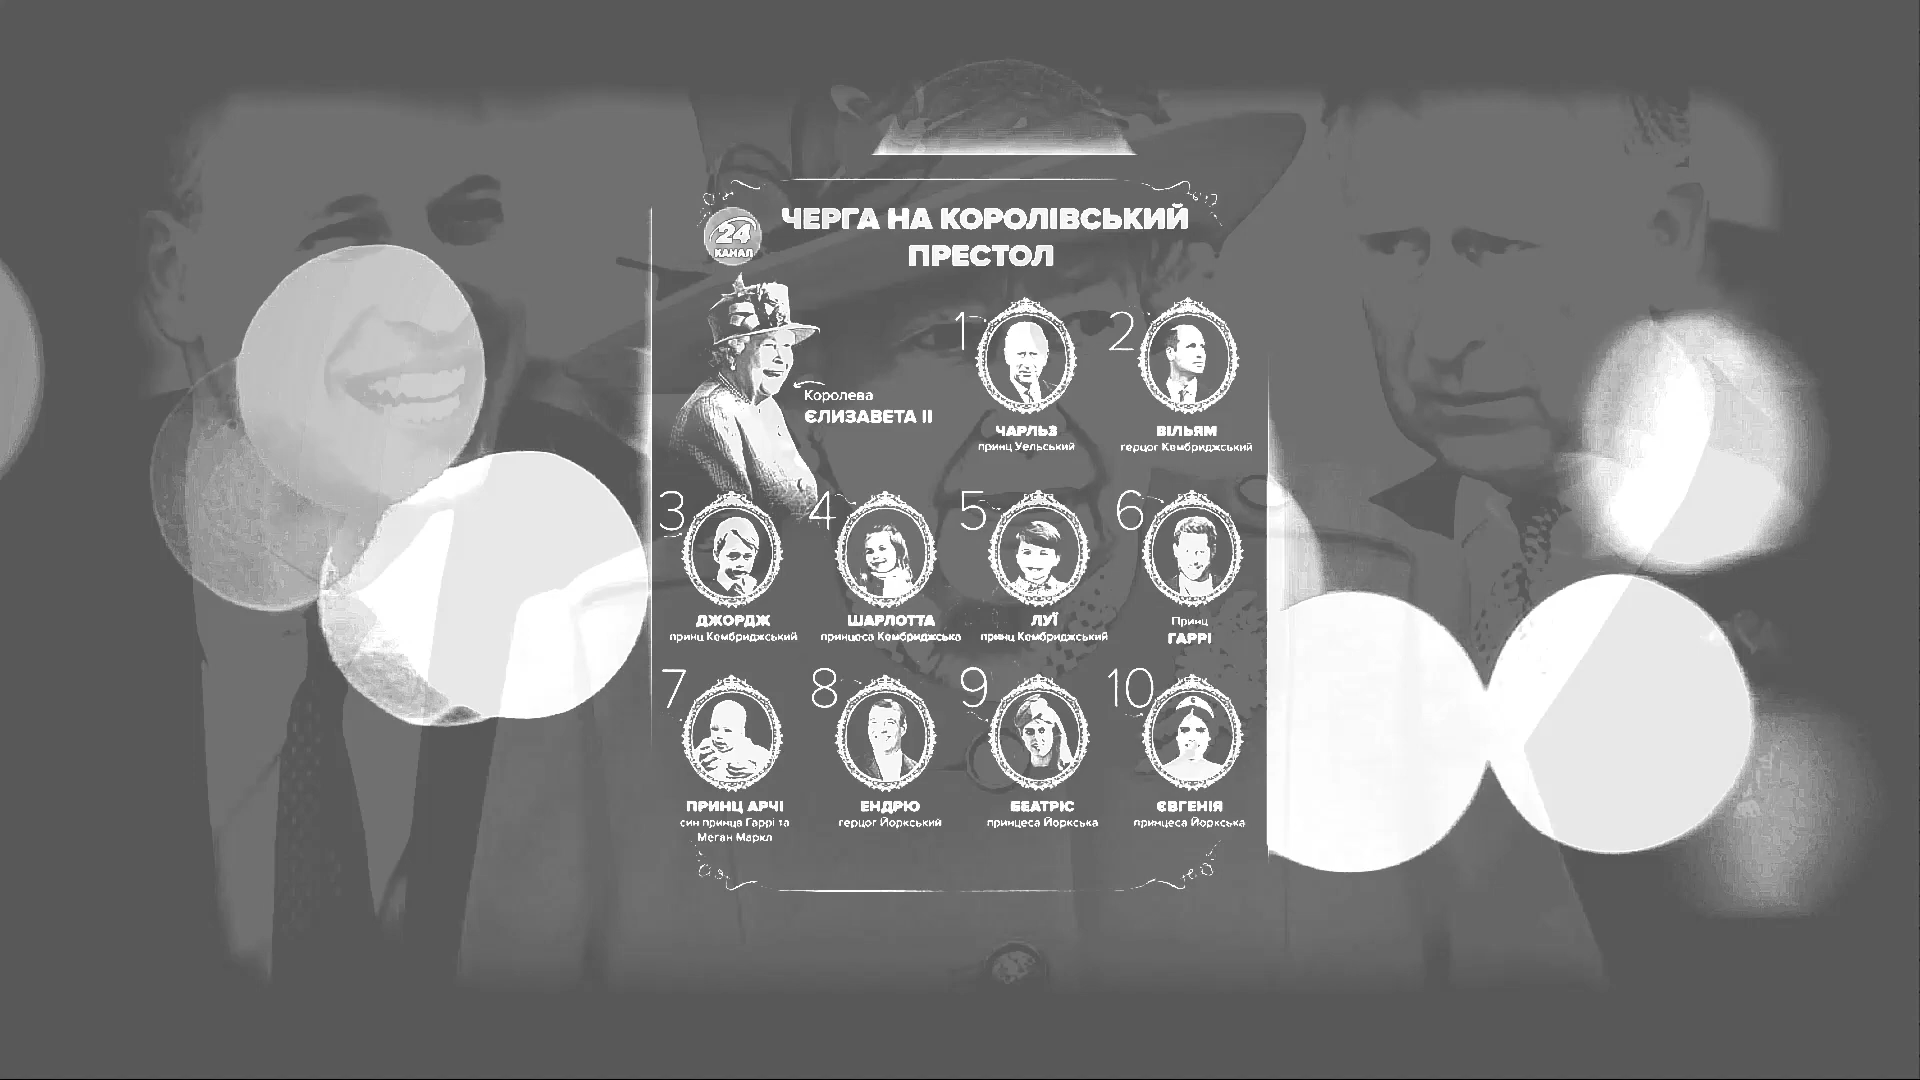 24
КАНАЛ
ЧЕРГА НА КОРОЛІВСЬКИЙ
ПРЕСТОЛ
Королева
ЄЛИЗАВЕТА ІІ
1
ЧАРЛЬЗ
принц Уельський
2
ВІЛЬЯМ
герцог Кембриджський
3
ДЖОРДЖ
принц Кембриджський
4
ШАРЛОТТА
принцеса Кембриджська
5
ЛУЇ
принц Кембриджський
6
Принц
ГАРРІ
7
ПРИНЦ АРЧІ
син принца Гаррі та
Меган Маркл
8
ЕНДРЮ
герцог Йоркський
9
БЕАТРІС
принцеса Йоркська
10
ЄВГЕНІЯ
принцеса Йоркська